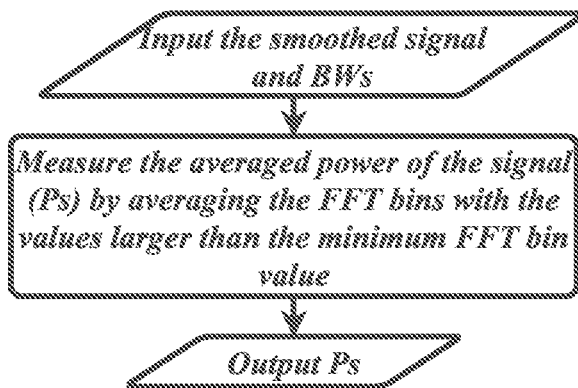 Input the smoothed signal
and BWs
Measure the averaged power of the signal
(Ps) by averaging the FFT bins with the
values larger than the minimum FFT bin
value
Output Ps